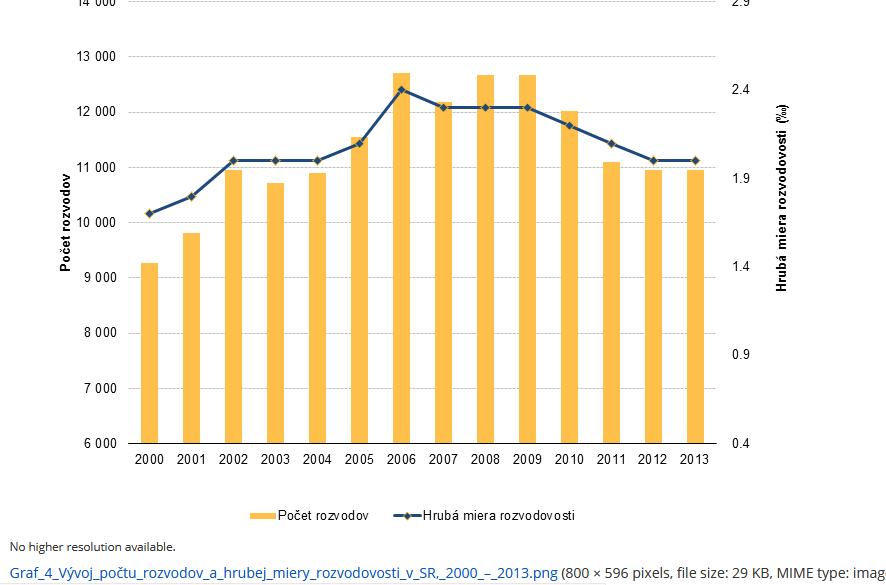 14 000
2.9
13 000
2.4
12 000
11 000
1.9
10 000
1.4
9 000
8 000
0.9
7 000
6 000
0.4
Počet rozvodov
Hrubá miera rozvodovosti (‰)
2000 2001 2002 2003 2004 2005 2006 2007 2008 2009 2010 2011 2012 2013
Počet rozvodov Hrubá miera rozvodovosti
No higher resolution available.
Graf_4_Vývoj_počtu_rozvodov_a_hrubej_miery_rozvodovosti_v_SR,_2000_–_2013.png (800 × 596 pixels, file size: 29 KB, MIME type: imag